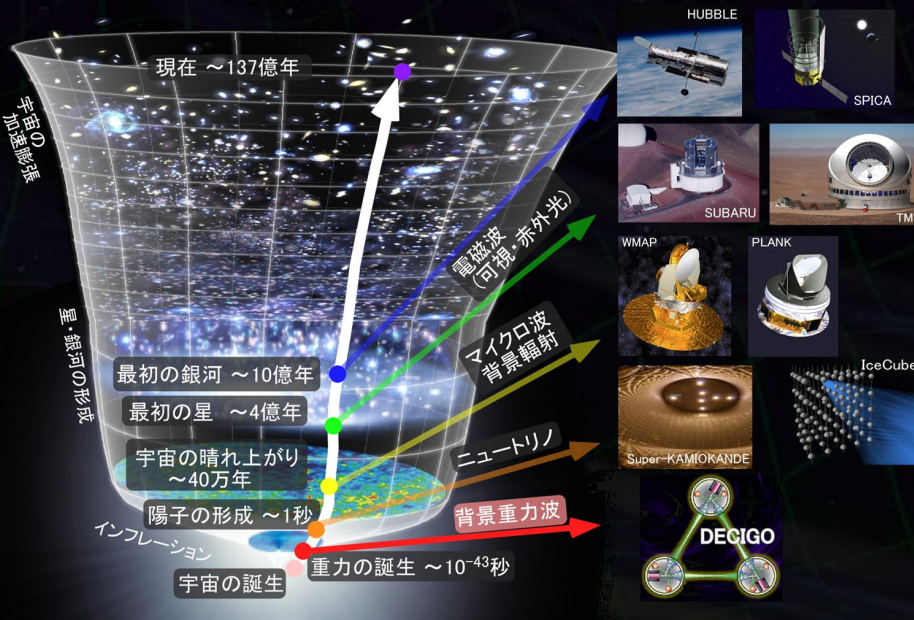 HUBBLE
現在 ～137億年
SPICA
宇宙の
加速膨張
SUBARU
TM
電磁波
(可視・赤外光)
WMAP
PLANK
星・銀河の形成
マイクロ波
背景輻射
最初の銀河 ～10億年
IceCube
最初の星 ～4億年
宇宙の晴れ上がり
～40万年
ニュートリノ
Super-KAMIOKANDE
陽子の形成 ～1秒
背景重力波
インフレーション
DECIGO
重力の誕生 ～10⁻⁴³秒
宇宙の誕生